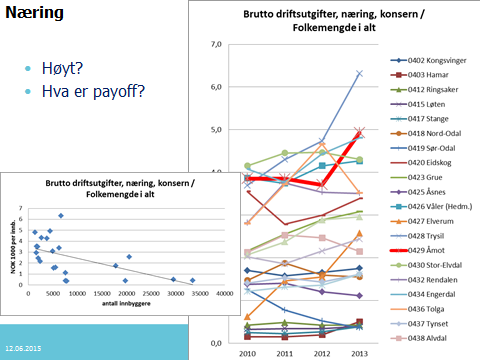 Næring
• Høyt?
• Hva er payoff?
Brutto driftsutgifter, næring, konsern /
Folkemengde i alt
7,0
6,0
5,0
4,0
3,0
2,0
1,0
0,0
2010 2011 2012 2013
0402 Kongsvinger
0403 Hamar
0412 Ringsaker
0415 Løten
0417 Stange
0418 Nord-Odal
0419 Sør-Odal
0420 Eidskog
0423 Grue
0425 Åsnes
0426 Våler (Hedm.)
0427 Elverum
0428 Trysil
0429 Åmot
0430 Stor-Elvdal
0432 Rendalen
0434 Engerdal
0436 Tolga
0437 Tynset
0438 Alvdal
Brutto driftsutgifter, næring, konsern /
Folkemengde i alt
NOK 1000 per innb.
7
6
5
4
3
2
1
0
0 5000 10000 15000 20000 25000 30000 35000 40000
antall innbyggere
12.06.2015